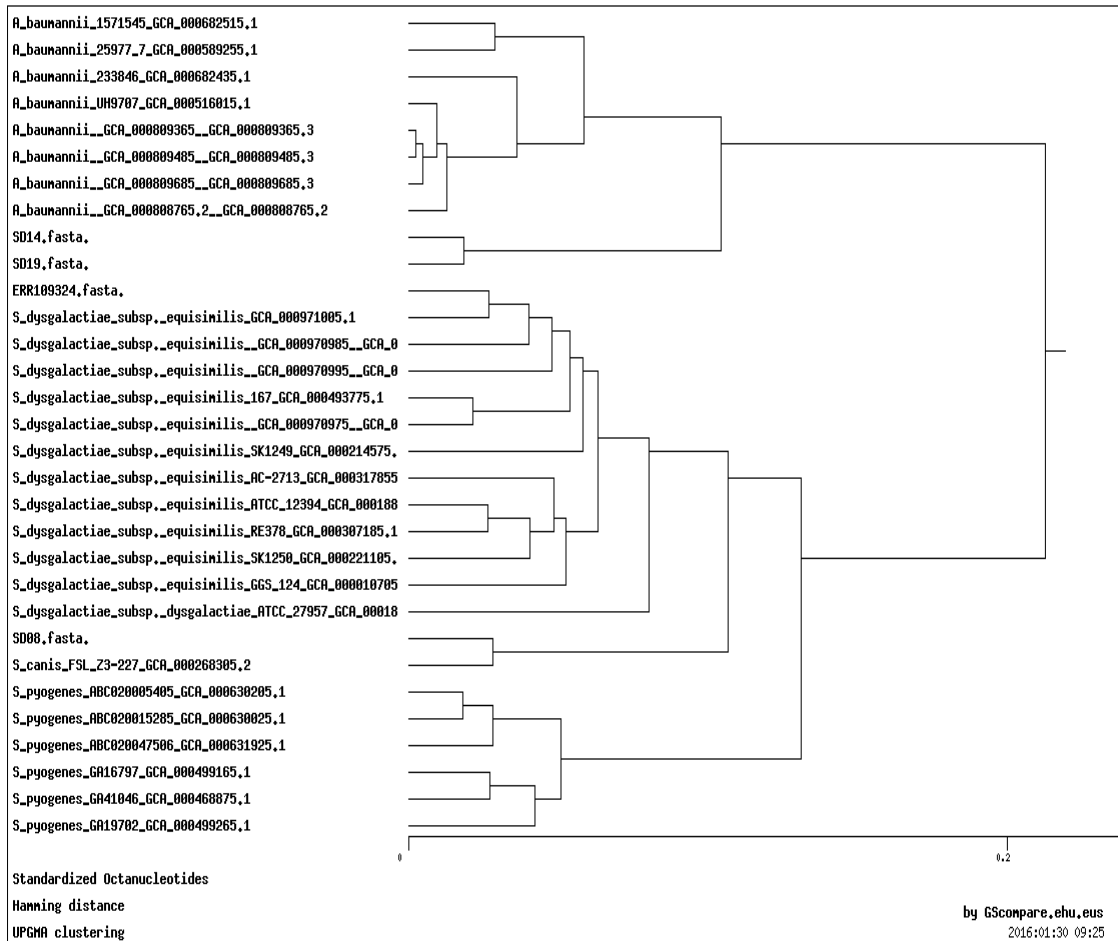 A_baumannii_1571545_GCA_000682515.1
A_baumannii_25977_7_GCA_000589255.1
A_baumannii_233846_GCA_000682435.1
A_baumannii_UH9707_GCA_000516015.1
A_baumannii__GCA_000809365__GCA_000809365.3
A_baumannii__GCA_000809485__GCA_000809485.3
A_baumannii__GCA_000809685__GCA_000809685.3
A_baumannii__GCA_000808765.2__GCA_000808765.2
SD14.fasta.
SD19.fasta.
ERR109324.fasta.
S_dysgalactiae_subsp._equisimilis_GCA_000971005.1
S_dysgalactiae_subsp._equisimilis__GCA_000970985__GCA_0
S_dysgalactiae_subsp._equisimilis__GCA_000970995__GCA_0
S_dysgalactiae_subsp._equisimilis_167_GCA_000493775.1
S_dysgalactiae_subsp._equisimilis__GCA_000970975__GCA_0
S_dysgalactiae_subsp._equisimilis_SK1249_GCA_000214575.
S_dysgalactiae_subsp._equisimilis_AC-2713_GCA_000317855
S_dysgalactiae_subsp._equisimilis_ATCC_12394_GCA_000188
S_dysgalactiae_subsp._equisimilis_RE378_GCA_000307185.1
S_dysgalactiae_subsp._equisimilis_SK1250_GCA_000221105.
S_dysgalactiae_subsp._equisimilis_GGS_124_GCA_000010705
S_dysgalactiae_subsp._dysgalactiae_ATCC_27957_GCA_00018
SD08.fasta.
S_canis_FSL_Z3-227_GCA_000268305.2
S_pyogenes_ABC020005405_GCA_000630205.1
S_pyogenes_ABC020015285_GCA_000630025.1
S_pyogenes_ABC020047506_GCA_000631925.1
S_pyogenes_GA16797_GCA_000499165.1
S_pyogenes_GA41046_GCA_000468875.1
S_pyogenes_GA19702_GCA_000499265.1
0 0.2
Standardized Octanucleotides
Hamming distance
UPGMA clustering
by GScompare.ehu.eus
2016:01:30 09:25